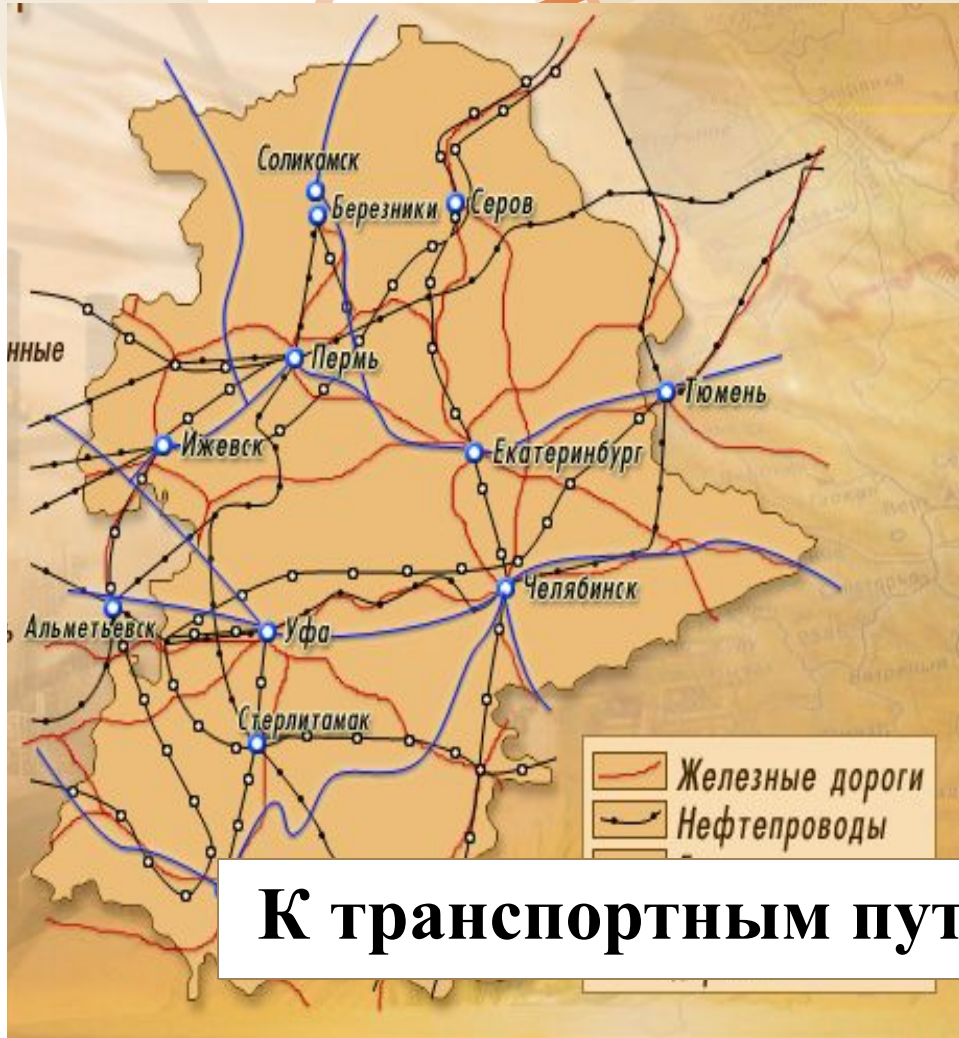 Соликамск
Березники
Серов
нные
Пермь
Тюмень
Ижевск
Екатеринбург
Челябинск
Альметьевск
Уфа
Стерлитамак
Железные дороги
Нефтепроводы
К транспортным пут